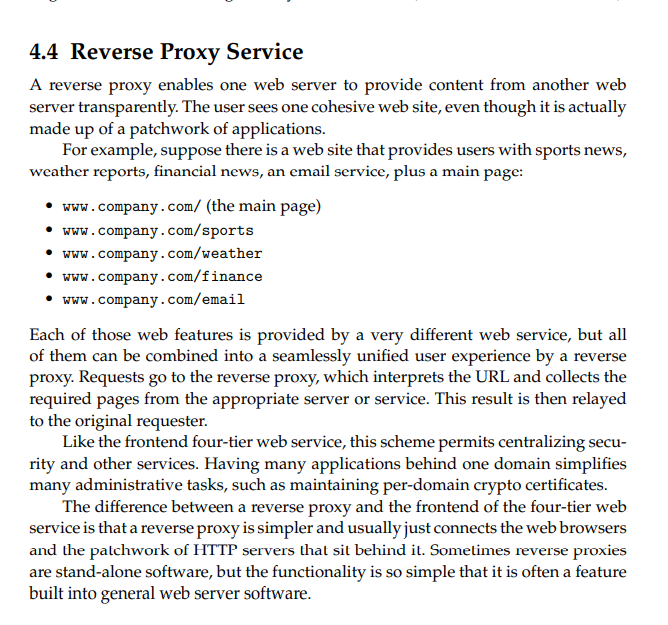 4.4 Reverse Proxy Service
A reverse proxy enables one web server to provide content from another web
server transparently. The user sees one cohesive web site, even though it is actually
made up of a patchwork of applications.
For example, suppose there is a web site that provides users with sports news,
weather reports, financial news, an email service, plus a main page:
• www.company.com/ (the main page)
• www.company.com/sports
• www.company.com/weather
• www.company.com/finance
• www.company.com/email
Each of those web features is provided by a very different web service, but all
of them can be combined into a seamlessly unified user experience by a reverse
proxy. Requests go to the reverse proxy, which interprets the URL and collects the
required pages from the appropriate server or service. This result is then relayed
to the original requester.
Like the frontend four-tier web service, this scheme permits centralizing secu-
rity and other services. Having many applications behind one domain simplifies
many administrative tasks, such as maintaining per-domain crypto certificates.
The difference between a reverse proxy and the frontend of the four-tier web
service is that a reverse proxy is simpler and usually just connects the web browsers
and the patchwork of HTTP servers that sit behind it. Sometimes reverse proxies
are stand-alone software, but the functionality is so simple that it is often a feature
built into general web server software.